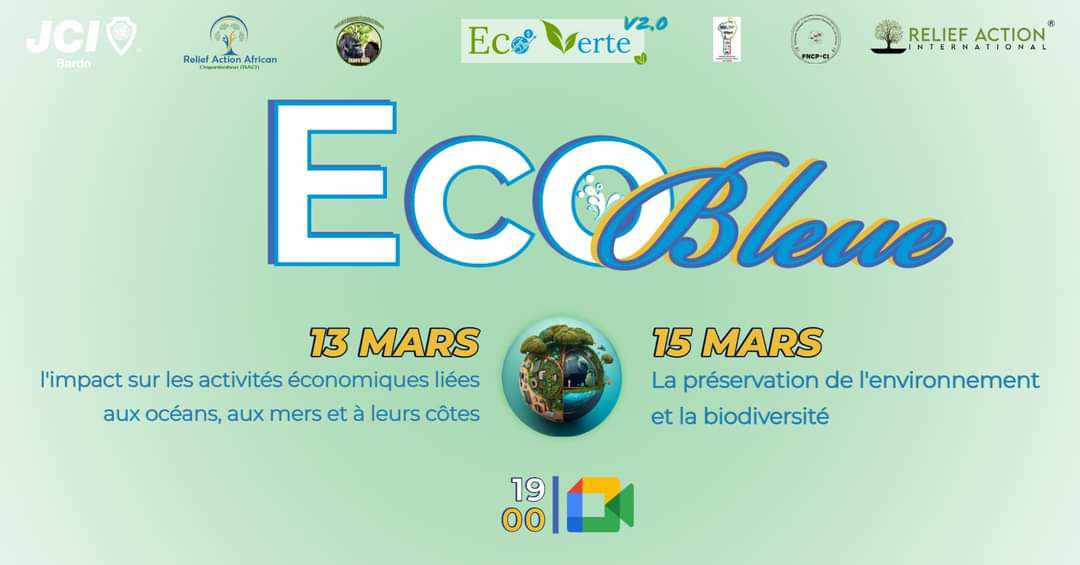 JCI
Bardo
Relief Action African
Eco Verte V2.0
FNCP-CI
RELIEF ACTION
INTERNATIONAL
Eco Bleue
13 MARS
l'impact sur les activités économiques liées
aux océans, aux mers et à leurs côtes
15 MARS
La préservation de l'environnement
et la biodiversité
19
00